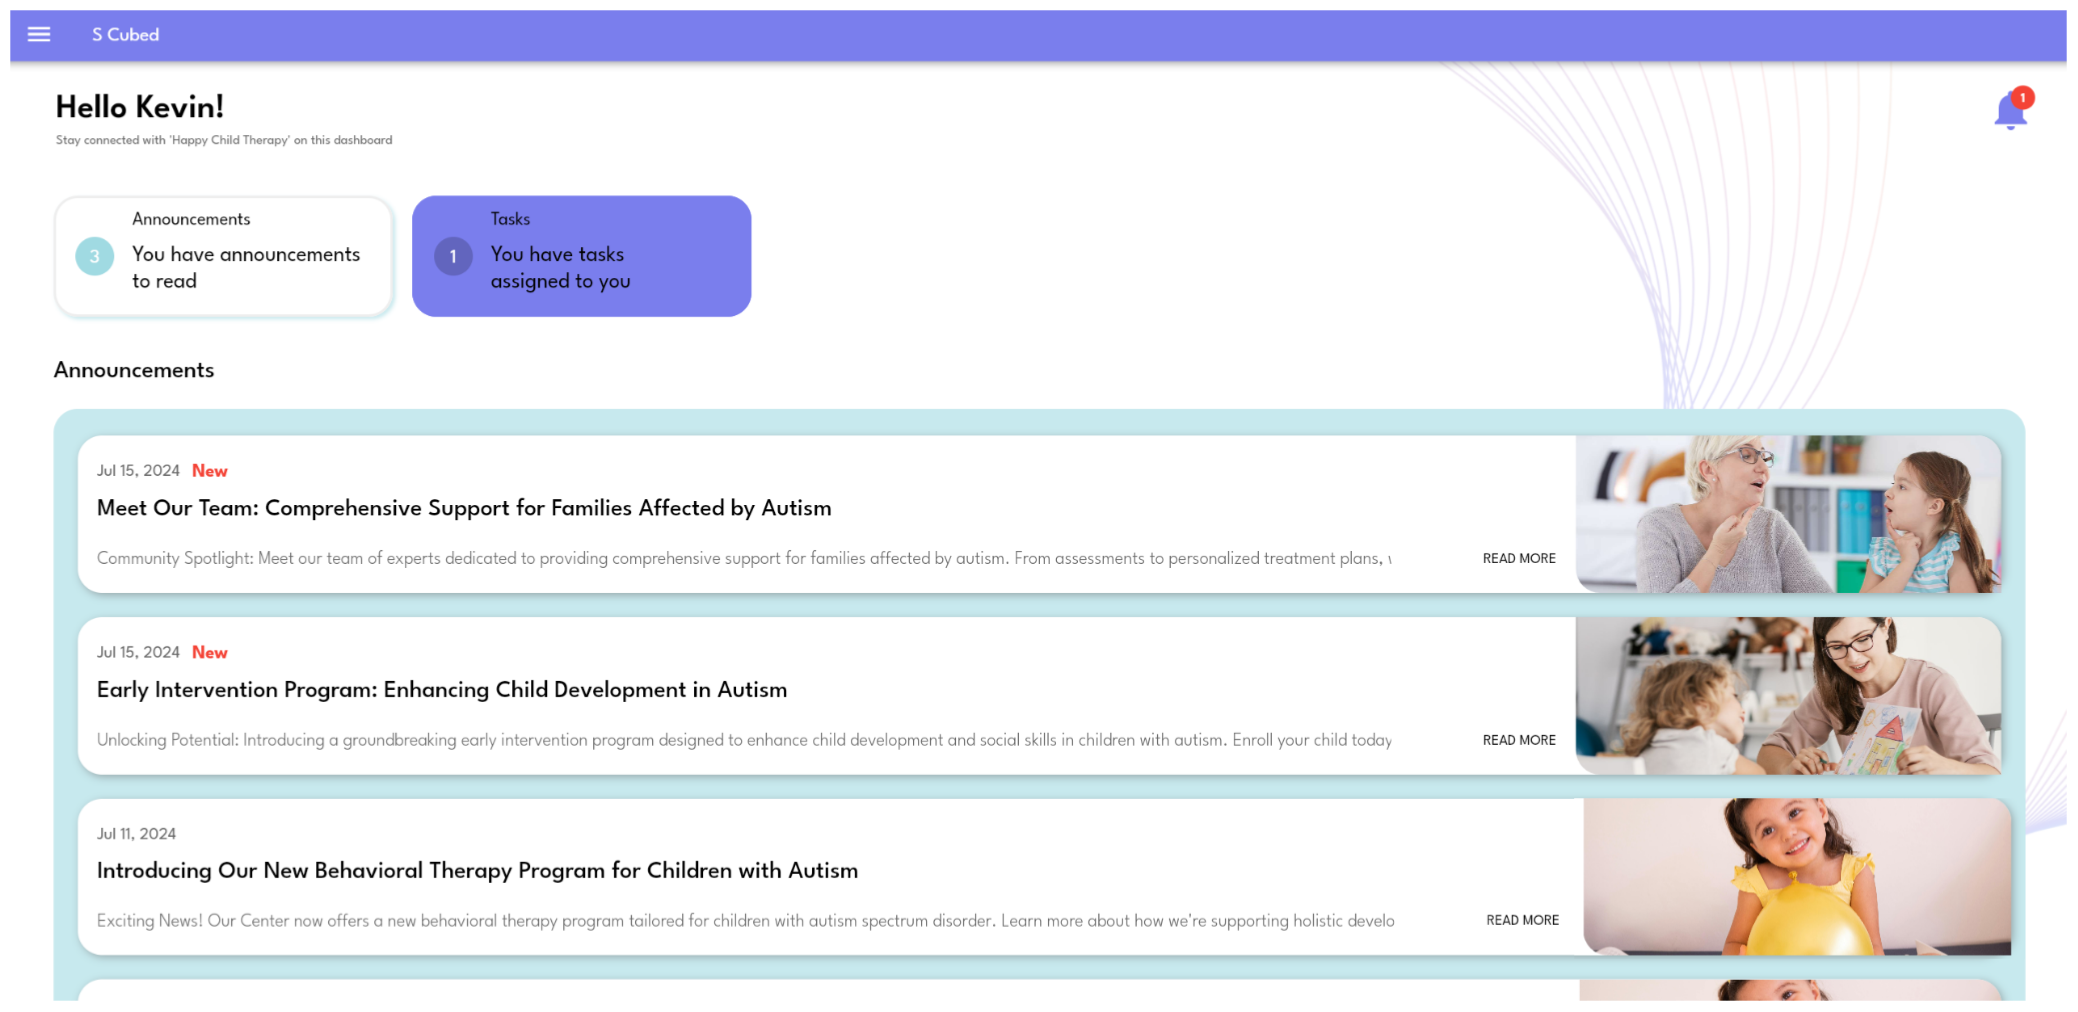 S Cubed
Hello Kevin!
1
Stay connected with 'Happy Child Therapy' on this dashboard
Announcements
3
You have announcements
to read
Tasks
1
You have tasks
assigned to you
Announcements
Jul 15, 2024 New
Meet Our Team: Comprehensive Support for Families Affected by Autism
Community Spotlight: Meet our team of experts dedicated to providing comprehensive support for families affected by autism. From assessments to personalized treatment plans,
READ MORE
Jul 15, 2024 New
Early Intervention Program: Enhancing Child Development in Autism
Unlocking Potential: Introducing a groundbreaking early intervention program designed to enhance child development and social skills in children with autism. Enroll your child today
READ MORE
Jul 11, 2024
Introducing Our New Behavioral Therapy Program for Children with Autism
Exciting News! Our Center now offers a new behavioral therapy program tailored for children with autism spectrum disorder. Learn more about how we're supporting holistic develo
READ MORE